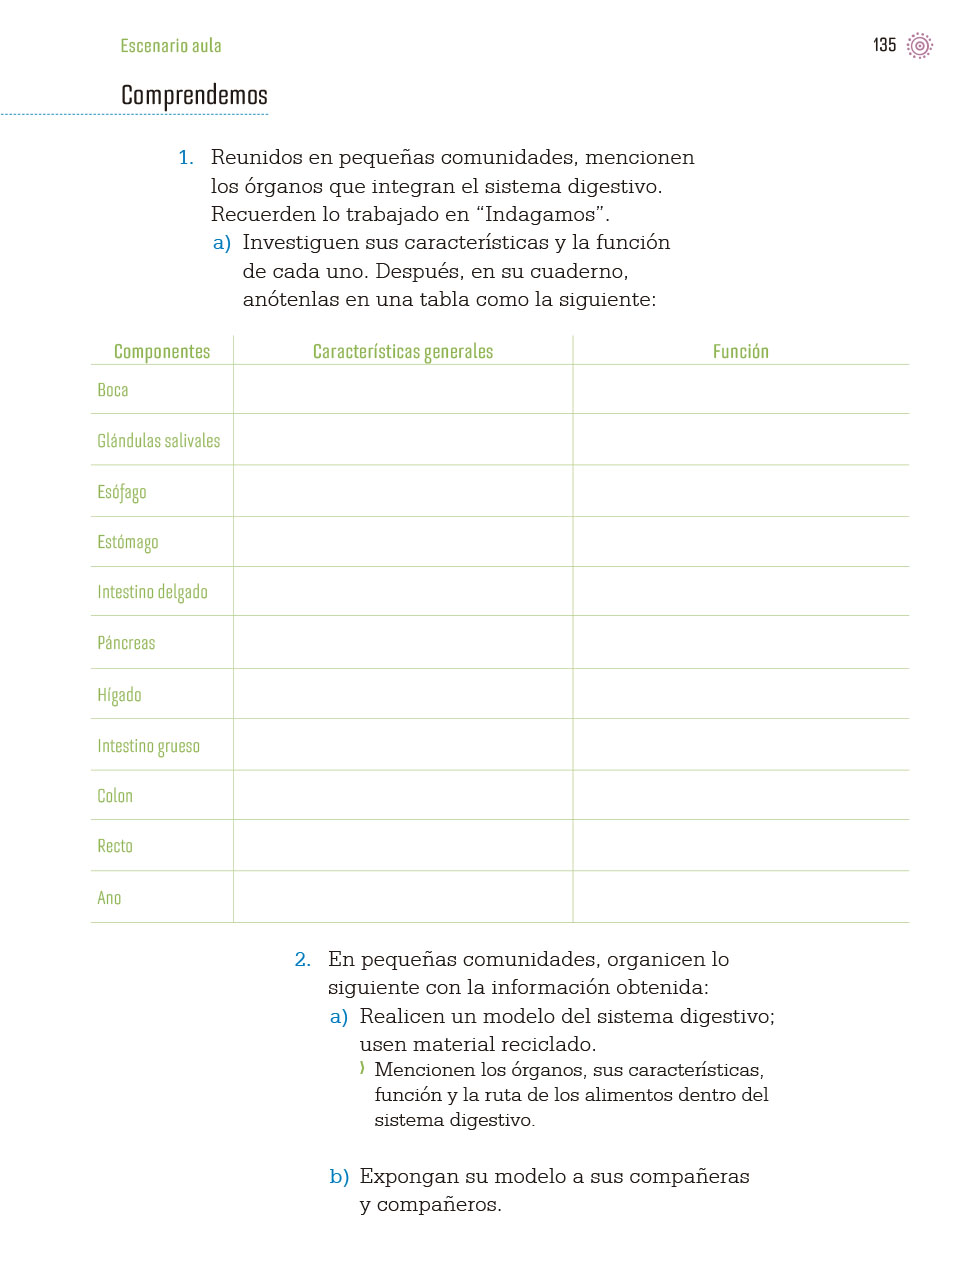 Escenario aula
135
Comprendemos
1. Reunidos en pequeñas comunidades, mencionen
los órganos que integran el sistema digestivo.
Recuerden lo trabajado en “Indagamos”.
a) Investiguen sus características y la función
de cada uno. Después, en su cuaderno,
anótenlas en una tabla como la siguiente:
Componentes Características generales Función
Boca
Glándulas salivales
Esófago
Estómago
Intestino delgado
Páncreas
Hígado
Intestino grueso
Colon
Recto
Ano
2. En pequeñas comunidades, organicen lo
siguiente con la información obtenida:
a) Realicen un modelo del sistema digestivo;
usen material reciclado.
⟩ Mencionen los órganos, sus características,
función y la ruta de los alimentos dentro del
sistema digestivo.
b) Expongan su modelo a sus compañeras
y compañeros.